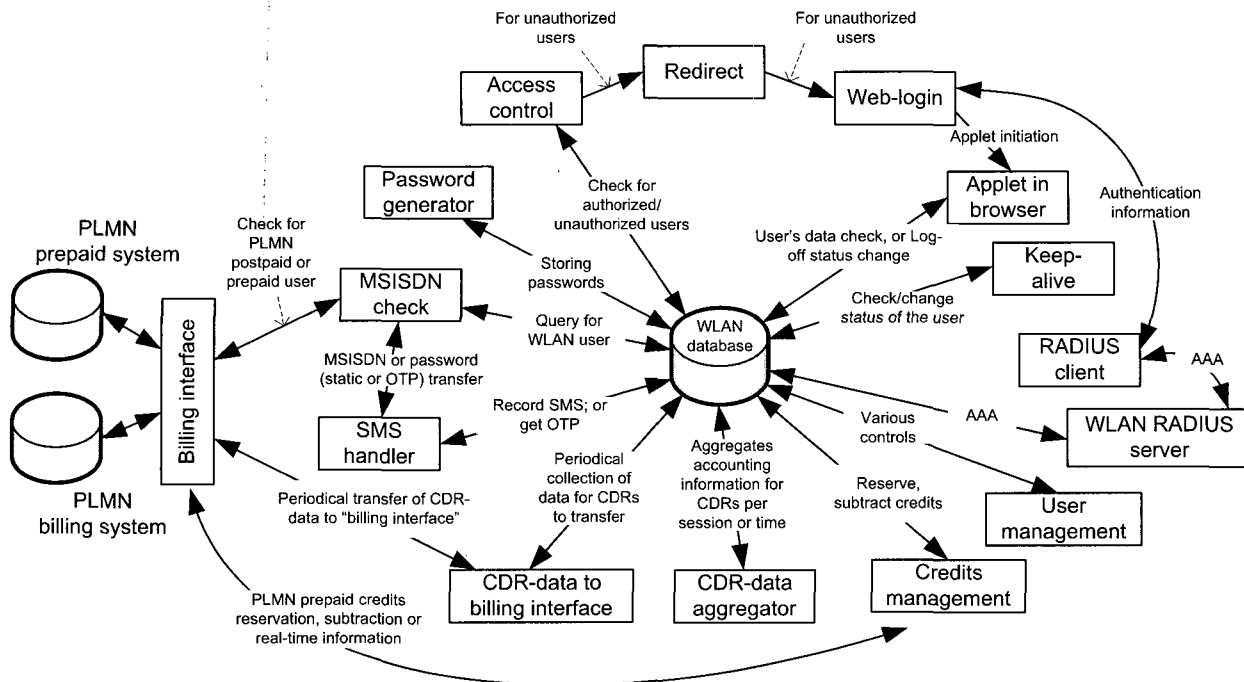 For unauthorized
users
For unauthorized
users
Redirect
Access
control
Web-login
Applet initiation
Password
generator
Check for
authorized/
unauthorized users
Applet in
browser
Authentication
information
PLMN
prepaid system
Check for
PLMN
postpaid or
prepaid user
User's data check, or Log-
off status change
Storing
passwords
Keep-
alive
MSISDN
check
Check/change
status of the user
Query for
WLAN user
WLAN
database
RADIUS
client
AAA
MSISDN or password
(static or OTP) transfer
Billing interface
Record SMS; or
get OTP
SMS
handler
AAA
WLAN RADIUS
server
Various
controls
PLMN
billing system
Periodical transfer of CDR-
data to "billing interface"
Periodical
collection of
data for CDRs
to transfer
Aggregates
accounting
information for
CDRs per
session or time
Reserve,
subtract credits
User
management
CDR-data to
billing interface
CDR-data
aggregator
Credits
management
PLMN prepaid credits
reservation, subtraction or
real-time information